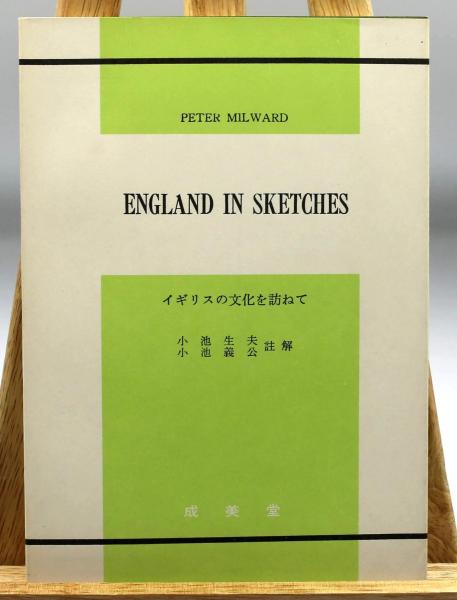 PETER MILWARD
ENGLAND IN SKETCHES
イギリスの文化を訪ねて
小池生夫
小池義公 註解
成美堂